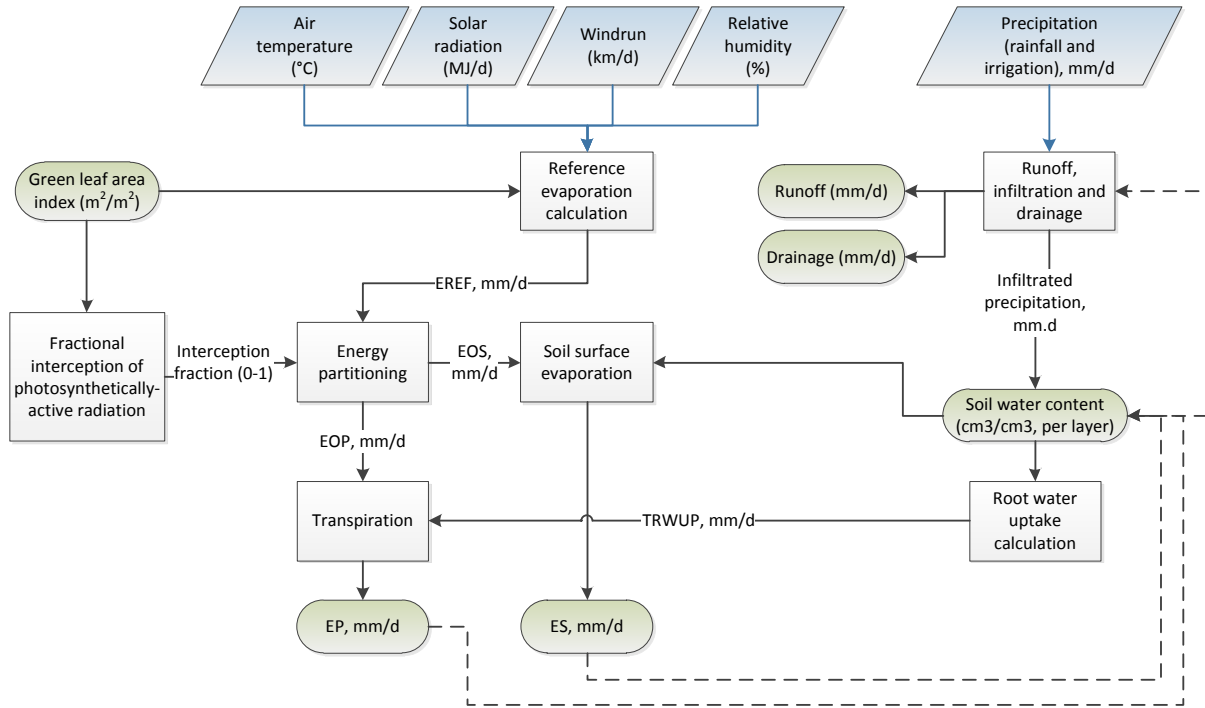 Air
temperature
(°C)
Solar
radiation
(MJ/d)
Windrun
(km/d)
Relative
humidity
(%)
Precipitation
(rainfall and
irrigation), mm/d
Green leaf area
index (m²/m²)
Reference
evaporation
calculation
Runoff (mm/d)
Drainage (mm/d)
Runoff,
infiltration and
drainage
EREF, mm/d
Infiltrated
precipitation,
mm.d
Fractional
interception of
photosynthetically-
active radiation
Interception
fraction (0-1)
Energy
partitioning
EOS,
mm/d
Soil surface
evaporation
Soil water content
(cm3/cm3, per layer)
EOP, mm/d
Transpiration
TRWUP, mm/d
Root water
uptake
calculation
EP, mm/d
ES, mm/d